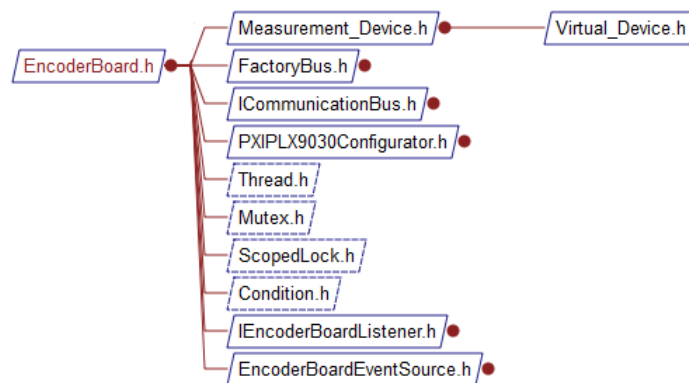 Measurement_Device.h
Virtual_Device.h
EncoderBoard.h
FactoryBus.h
ICommunicationBus.h
PXIPLX9030Configurator.h
Thread.h
Mutex.h
ScopedLock.h
Condition.h
IEncoderBoardListener.h
EncoderBoardEventSource.h